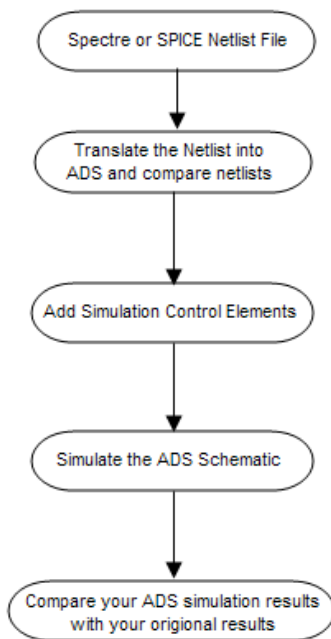 Spectre or SPICE Netlist File
Translate the Netlist into
ADS and compare netlists
Add Simulation Control Elements
Simulate the ADS Schematic
Compare your ADS simulation results
with your origional results